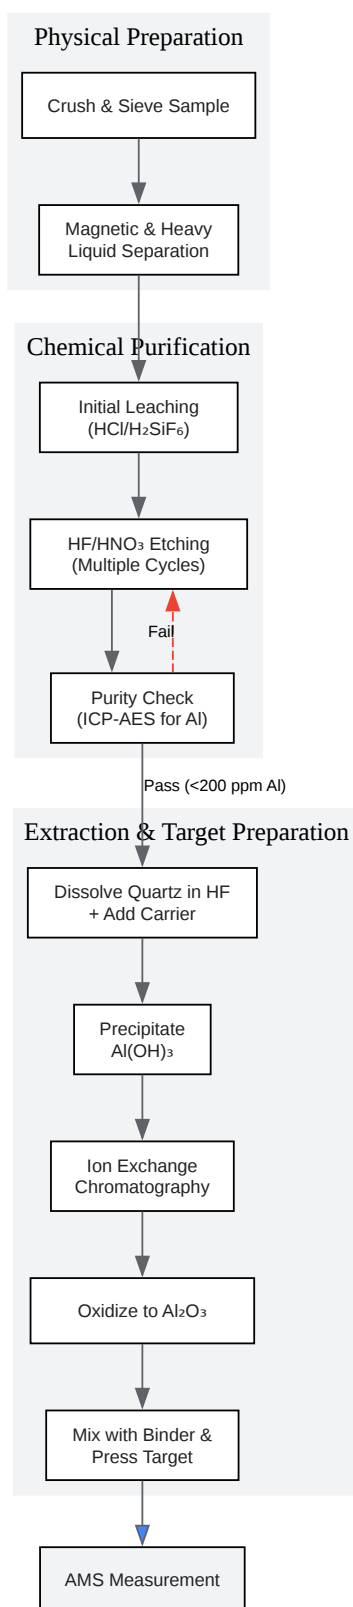 Physical Preparation
Crush & Sieve Sample
Magnetic & Heavy
Liquid Separation
Chemical Purification
Initial Leaching
(HCl/H₂SiF₆)
HF/HNO₃ Etching
(Multiple Cycles)
Fail
Purity Check
(ICP-AES for Al)
Pass (<200 ppm Al)
Extraction & Target Preparation
Dissolve Quartz in HF
+ Add Carrier
Precipitate
Al(OH)₃
Ion Exchange
Chromatography
Oxidize to Al₂O₃
Mix with Binder &
Press Target
AMS Measurement